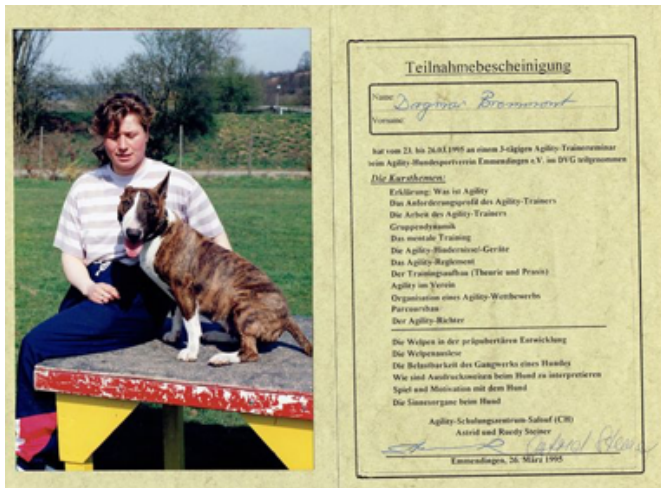 Teilnahmebescheinigung
Name
Dagmar
Vorname
hat vom 23. bis 26.03.1995 an einem 3-tägigen Agility-Trainerseminar
beim Agility-Hundesportverein Emmendingen e.V. im DVG teilgenommen
Die Kursthemen:
Erklärung: Was ist Agility
Das Anforderungsprofil des Agility-Trainers
Die Arbeit des Agility-Trainers
Gruppendynamik
Das mentale Training
Die Agility-Hindernisse/-Geräte
Das Agility-Reglement
Der Trainingsaufbau (Theorie und Praxis)
Agility im Verein
Organisation eines Agility-Wettbewerbs
Parcoursbau
Der Agility-Richter
Die Welpen in der präpubertären Entwicklung
Die Welpenauslese
Die Belastbarkeit des Gangwerks eines Hundes
Wie sind Ausdrucksweisen beim Hund zu interpretieren
Spiel und Motivation mit dem Hund
Die Sinnesorgane beim Hund
Agility-Schulungszentrum-Salouf (CH)
Astrid und Ruedy Steiner
Emmendingen, 26. März 1995